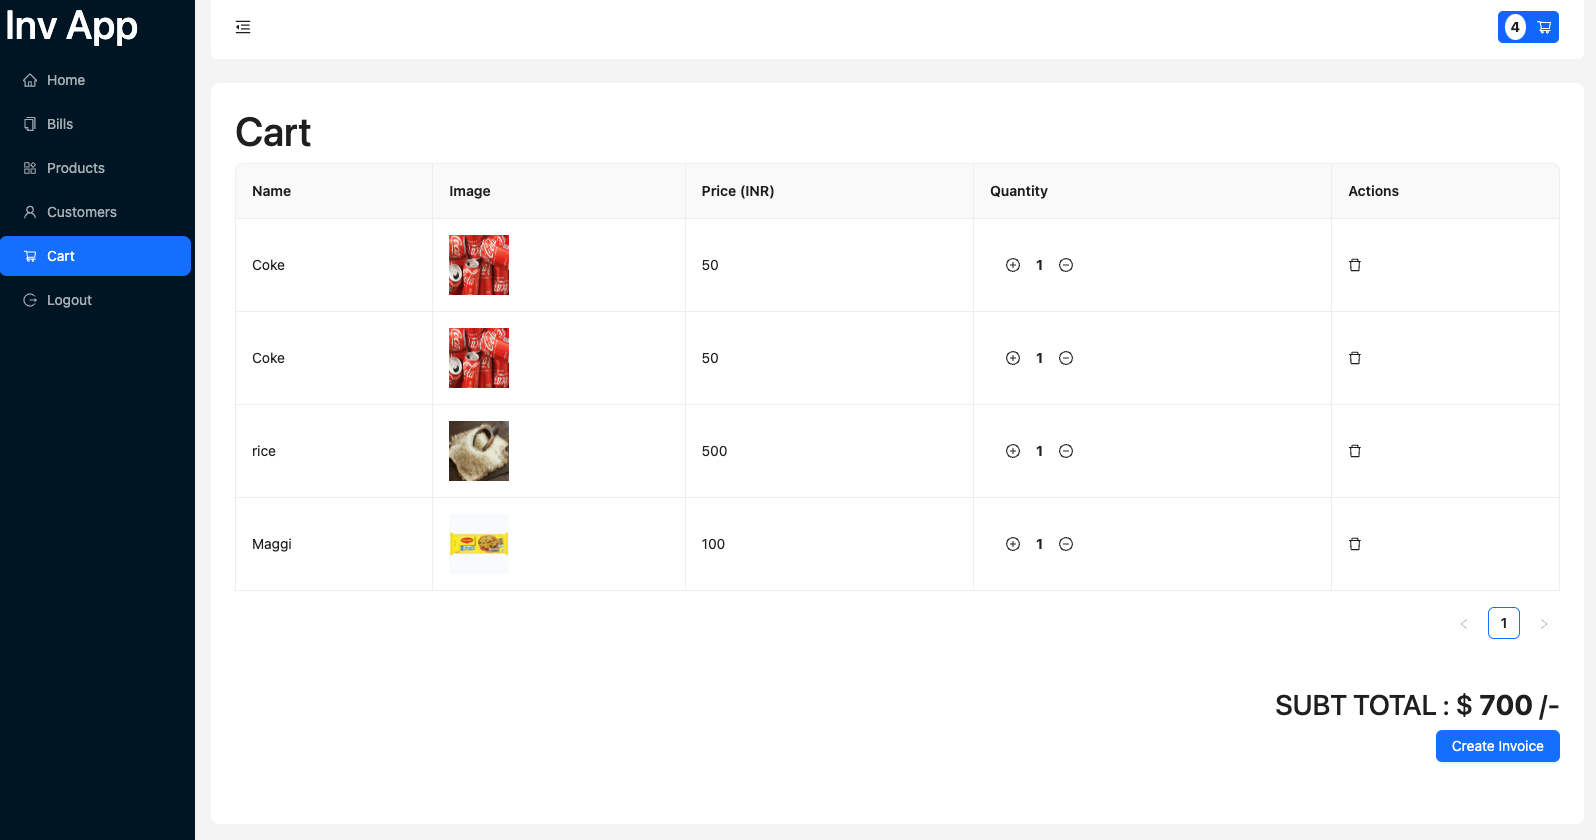 Inv App
4
Home
Bills
Products
Customers
Cart
Logout
Cart
Name Image Price (INR) Quantity Actions
Coke 50 1
Coke 50 1
rice 500 1
Maggi 100 1
1
SUBT TOTAL : $ 700 /-
Create Invoice